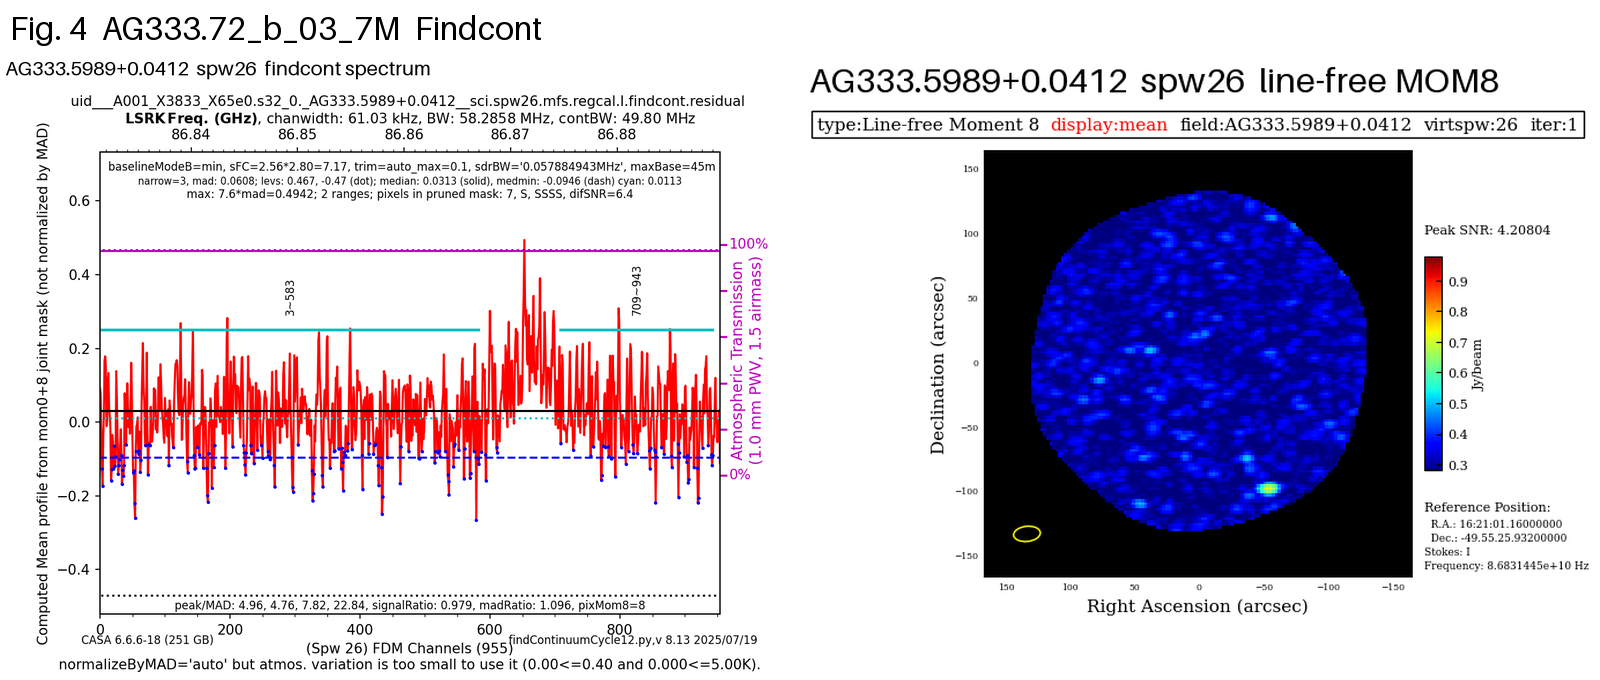 Fig. 4 AG333.72_b_03_7M Findcont
AG333.5989+0.0412 spw26 findcont spectrum
uid___A001_X3833_X65e0.s32_0._AG333.5989+0.0412__sci.spw26.mfs.regcal.I.findcont.residual
LSRK Freq. (GHz), chanwidth: 61.03 kHz, BW: 58.2858 MHz, contBW: 49.80 MHz
86.84 86.85 86.86 86.87 86.88
baselineModeB=min, sFC=2.56*2.80=7.17, trim=auto_max=0.1, sdrBW='0.057884943MHz', maxBase=45m
narrow=3, mad: 0.0608; levs: 0.467, -0.47 (dot); median: 0.0313 (solid), medmin: -0.0946 (dash) cyan: 0.0113
max: 7.6*mad=0.4942; 2 ranges; pixels in pruned mask: 7, S, SSSS, difSNR=6.4
Computed Mean profile from mom0+8 joint mask (not normalized by MAD)
0.6
0.4
0.2
0.0
−0.2
−0.4
3~583
709~943
100%
0%
Atmospheric Transmission
(1.0 mm PWV, 1.5 airmass)
peak/MAD: 4.96, 4.76, 7.82, 22.84, signalRatio: 0.979, madRatio: 1.096, pixMom8=8
0 200 400 600 800
CASA 6.6.6-18 (251 GB)
findContinuumCycle12.py,v 8.13 2025/07/19
(Spw 26) FDM Channels (955)
normalizeByMAD='auto' but atmos. variation is too small to use it (0.00<=0.40 and 0.000<=5.00K).
AG333.5989+0.0412 spw26 line-free MOM8
type:Line-free Moment 8 display:mean field:AG333.5989+0.0412 virtspw:26 iter:1
150
100
50
0
−50
−100
−150
Declination (arcsec)
150 100 50 0 −50 −100 −150
Right Ascension (arcsec)
Peak SNR: 4.20804
0.9
0.8
0.7
0.6
0.5
0.4
0.3
Jy/beam
Reference Position:
R.A.: 16:21:01.16000000
Dec.: -49.55.25.93200000
Stokes: I
Frequency: 8.6831445e+10 Hz